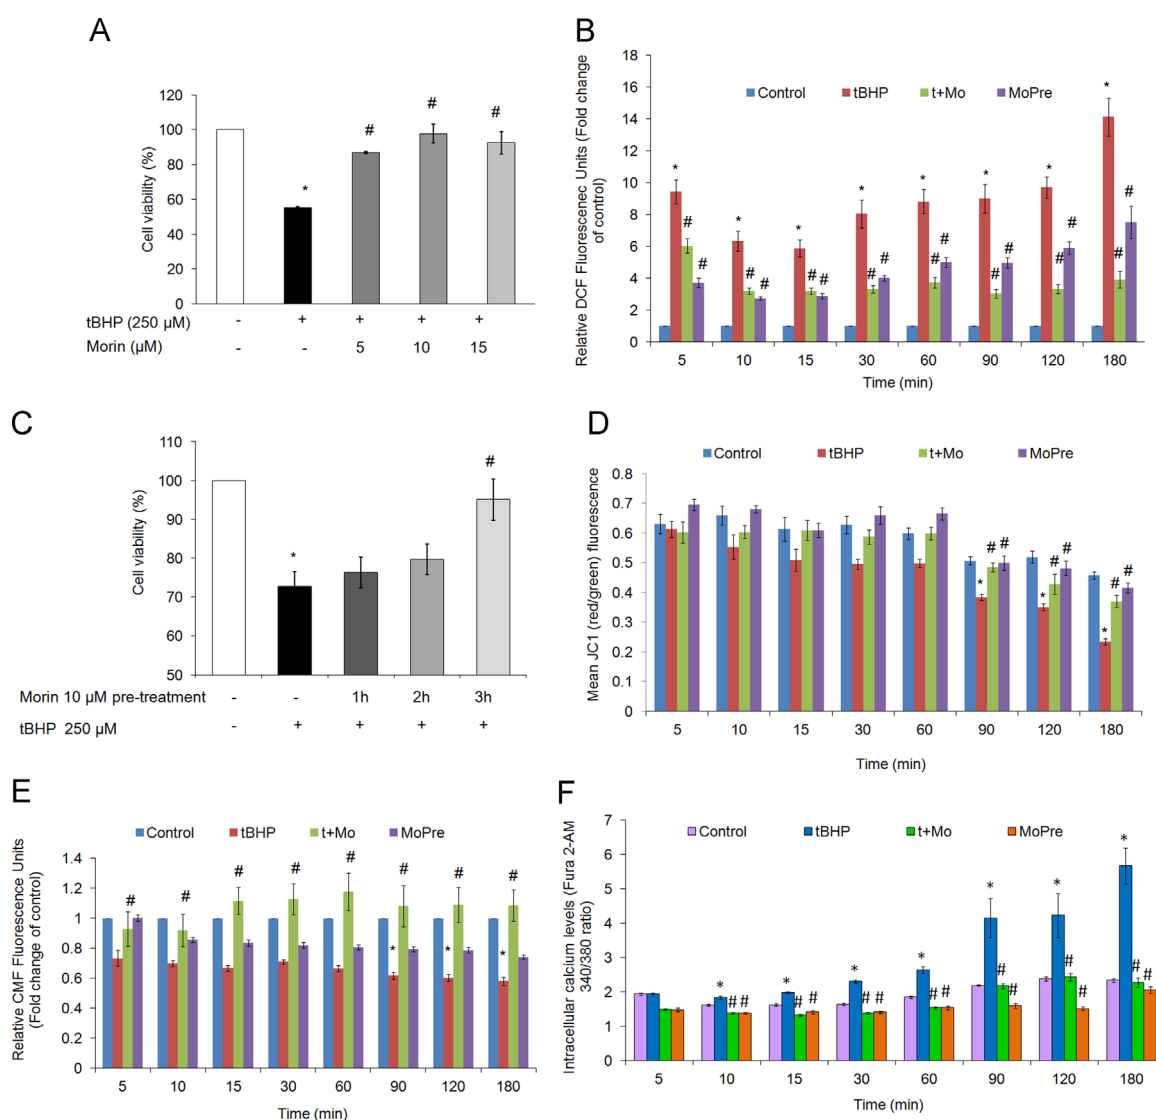 A
Cell viability (%)
120
100
80
60
40
20
0
*
#
#
#
tBHP (250 µM) - + + + +
Morin (µM) - - 5 10 15
B
Relative DCF Fluorescenec Units (Fold change
of control)
Control tBHP t+Mo MoPre
18
16
14
12
10
8
6
4
2
0
* # #
* # #
* # #
* # #
* # #
* # #
* # #
* # #
5 10 15 30 60 90 120 180
Time (min)
C
Cell viability (%)
110
100
90
80
70
60
50
*
#
Morin 10 µM pre-treatment - - 1h 2h 3h
tBHP 250 µM - + + + +
D
Mean JC1 (red/green) fluorescence
Control tBHP t+Mo MoPre
0.8
0.7
0.6
0.5
0.4
0.3
0.2
0.1
0
* # #
* # #
* # #
5 10 15 30 60 90 120 180
Time (min)
E
Relative CMF Fluorescence Units
(Fold change of control)
Control tBHP t+Mo MoPre
1.4
1.2
1
0.8
0.6
0.4
0.2
0
# # # # # # # #
* * *
5 10 15 30 60 90 120 180
Time (min)
F
Intracellular calcium levels (Fura 2-AM
340/380 ratio)
Control tBHP t+Mo MoPre
7
6
5
4
3
2
1
0
* # #
* # #
* # #
* # #
* # #
* # #
* # #
5 10 15 30 60 90 120 180
Time (min)